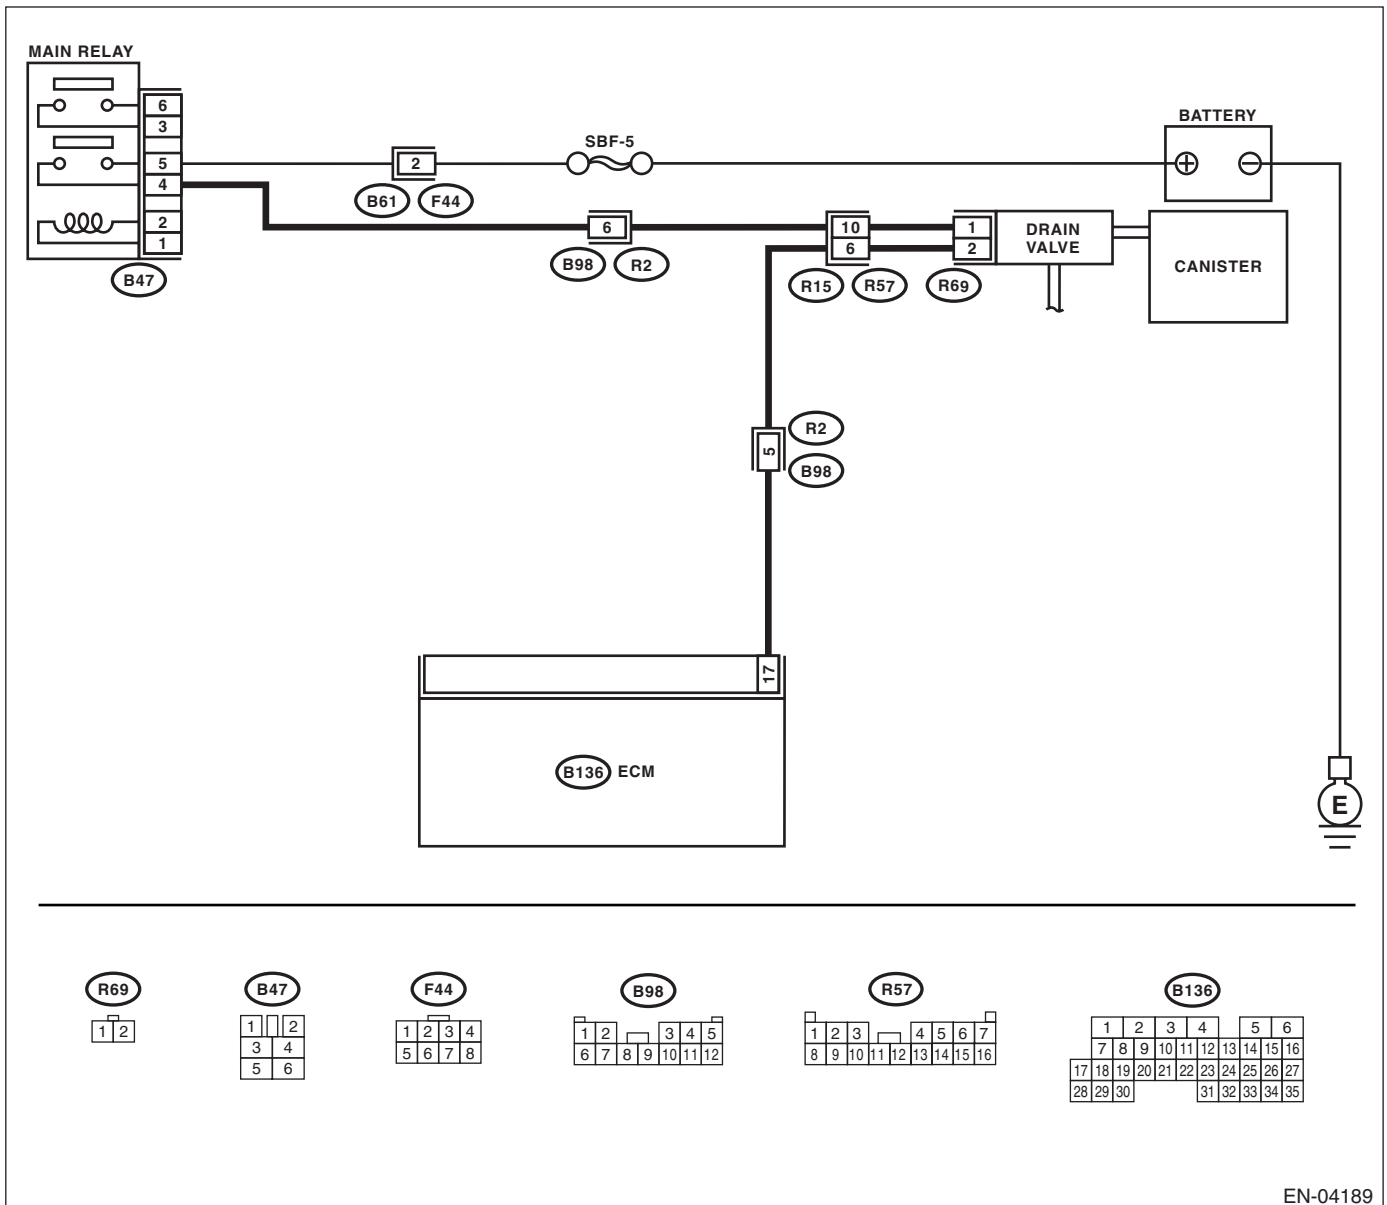 MAIN RELAY
6
3
5
4
2
1
B47
2
B61 F44
SBF-5
BATTERY
+ −
6
B98 R2
10
6
R15 R57
1
2
R69
DRAIN
VALVE
CANISTER
R2
5
B98
17
B136 ECM
E
R69
1 2
B47
1 2
3 4
5 6
F44
1 2 3 4
5 6 7 8
B98
1 2 3 4 5
6 7 8 9 10 11 12
R57
1 2 3 4 5 6 7
8 9 10 11 12 13 14 15 16
B136
1 2 3 4 5 6
7 8 9 10 11 12 13 14 15 16
17 18 19 20 21 22 23 24 25 26 27
28 29 30 31 32 33 34 35
EN-04189